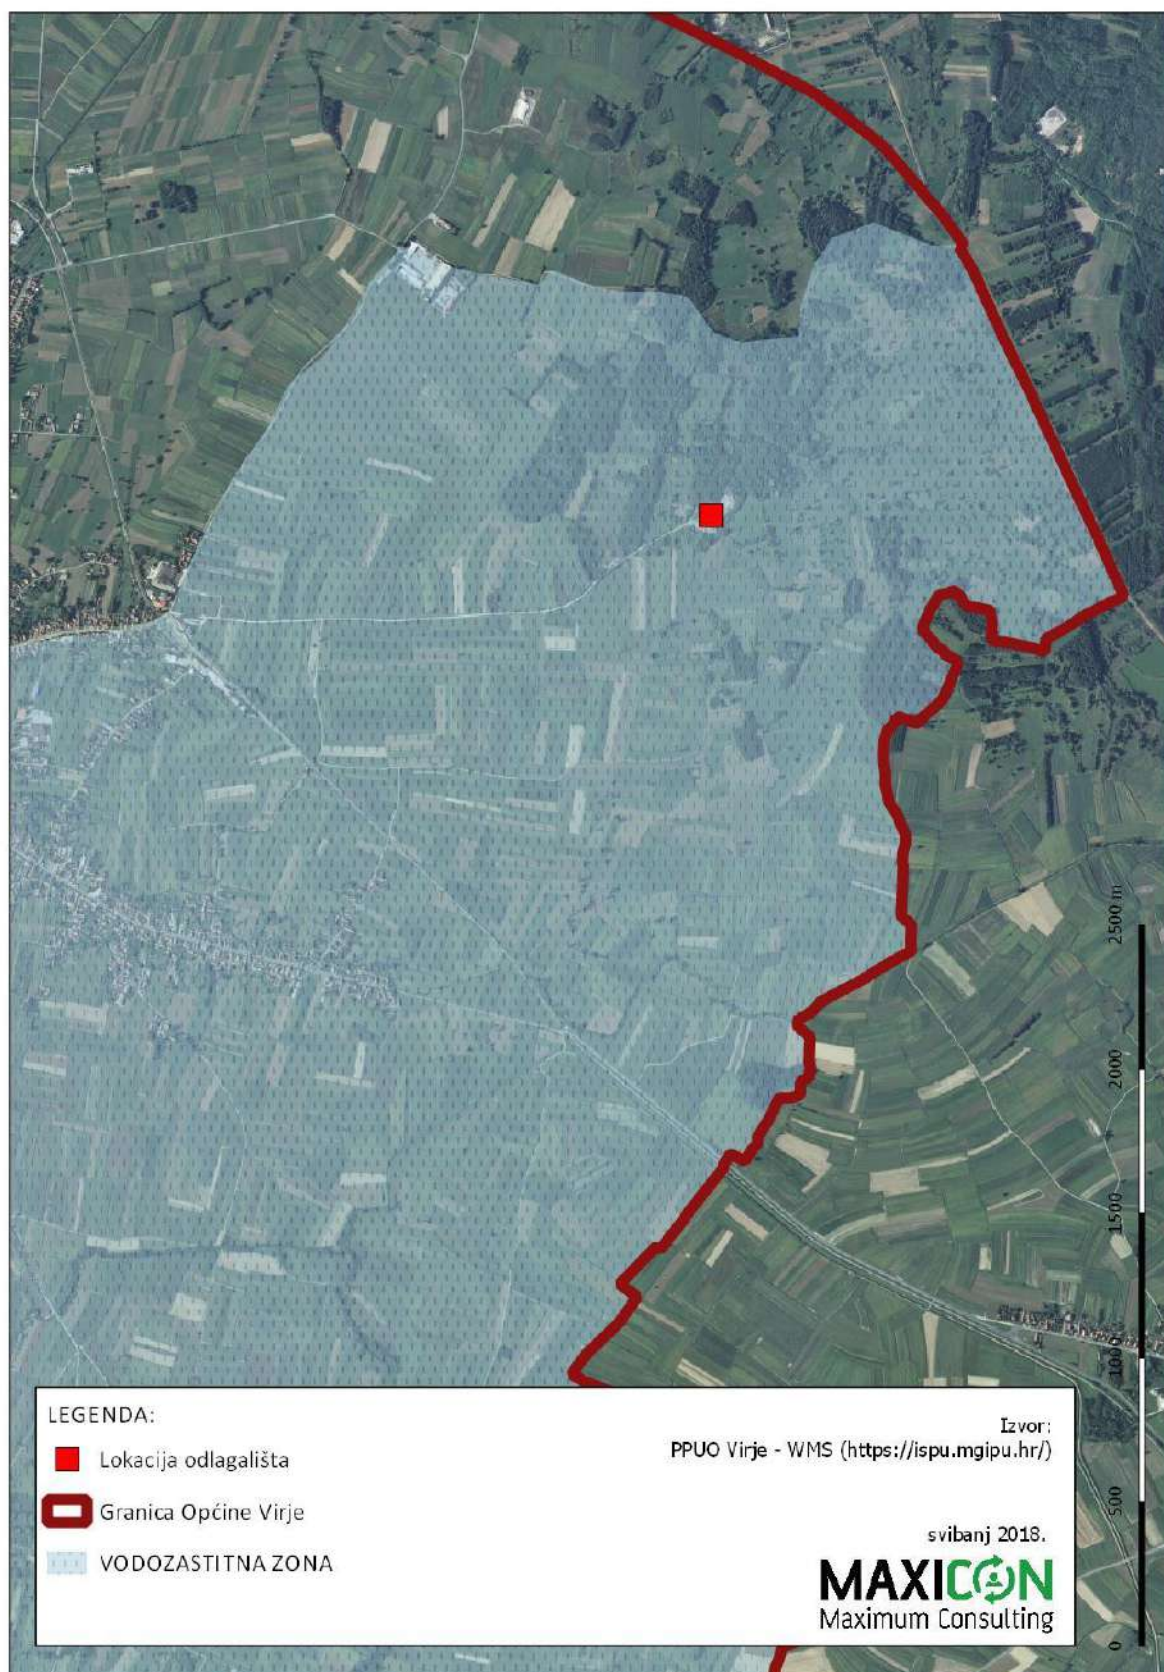 2500 m
2000
1500
1000
500
0
LEGENDA:
Lokacija odlagališta
Granica Općine Virje
VODOZASTITNA ZONA
Izvor:
PPUO Virje - WMS (https://ispu.mgipu.hr/)
svibanj 2018.
MAXICON
Maximum Consulting